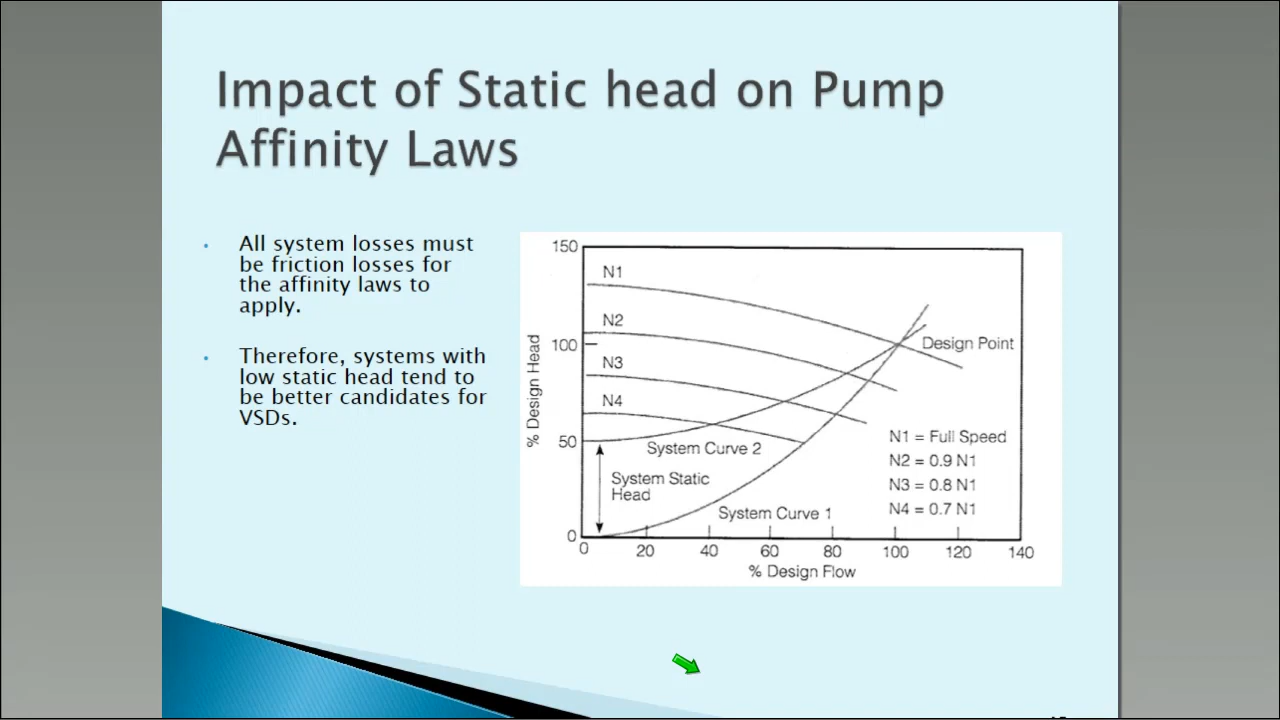 Impact of Static head on Pump
Affinity Laws
• All system losses must
be friction losses for
the affinity laws to
apply.
• Therefore, systems with
low static head tend to
be better candidates for
VSDs.
150
N1
N2
100
Design Point
N3
N4
% Design Head
50
System Curve 2
N1 = Full Speed
N2 = 0.9 N1
System Static
Head
N3 = 0.8 N1
System Curve 1
N4 = 0.7 N1
0
0 20 40 60 80 100 120 140
% Design Flow